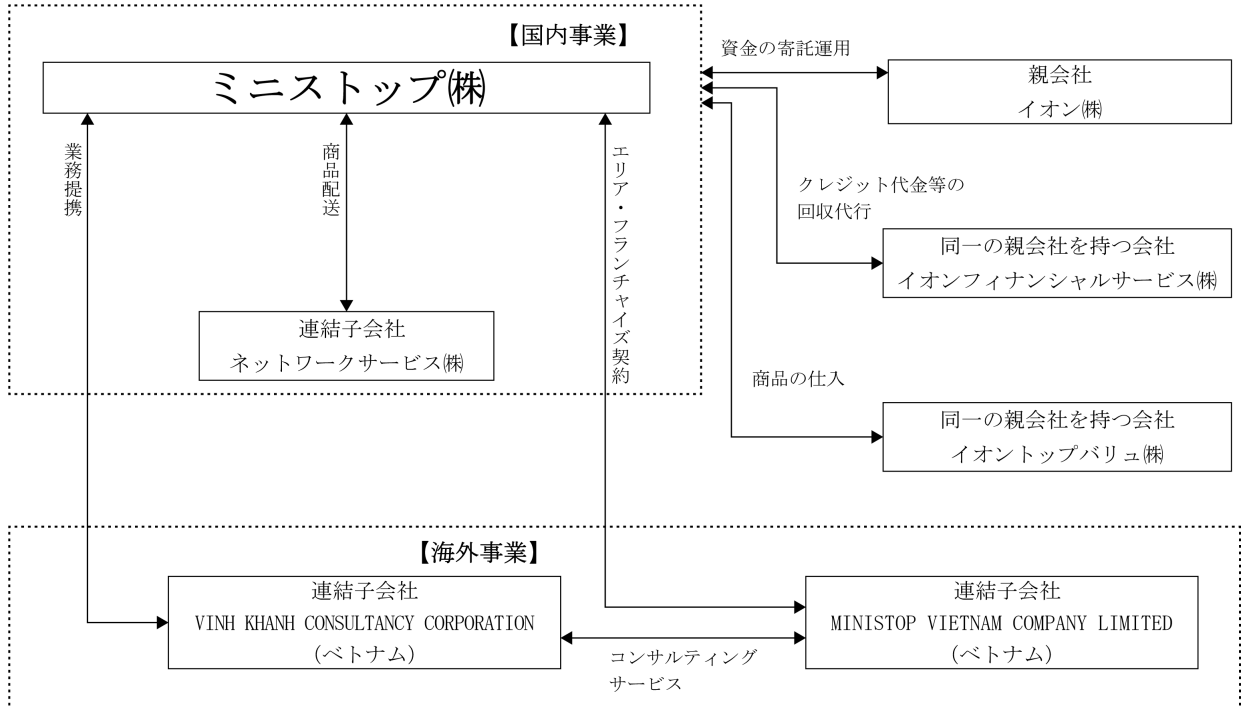 【国内事業】
ミニストップ㈱
資金の寄託運用
親会社
イオン㈱
業務提携
商品配送
エリア・フランチャイズ契約
クレジット代金等の
回収代行
同一の親会社を持つ会社
イオンフィナンシャルサービス㈱
連結子会社
ネットワークサービス㈱
商品の仕入
同一の親会社を持つ会社
イオントップバリュ㈱
【海外事業】
連結子会社
VINH KHANH CONSULTANCY CORPORATION
(ベトナム)
コンサルティング
サービス
連結子会社
MINISTOP VIETNAM COMPANY LIMITED
(ベトナム)